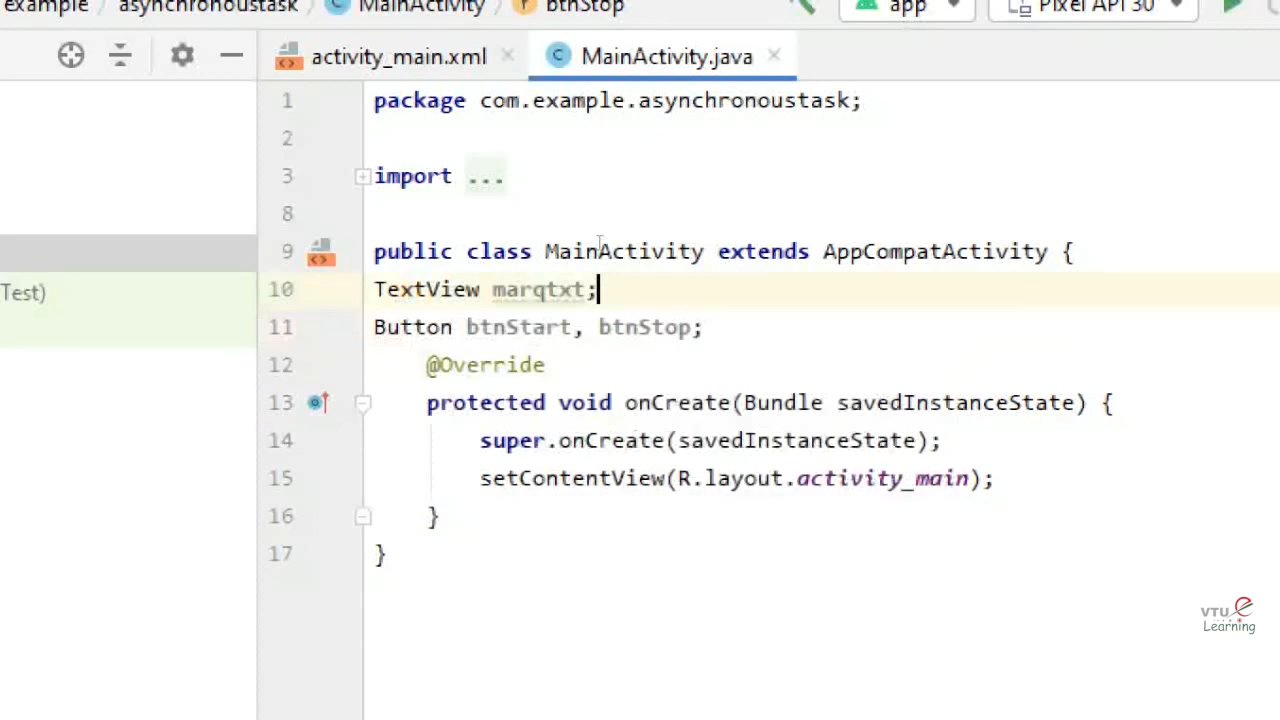 example asynchronoustask MainActivity btnStop app Pixel API 30
activity_main.xml MainActivity.java
1 package com.example.asynchronoustask;
2
3 import ...
8
9 public class MainActivity extends AppCompatActivity {
Test)
10 TextView marqtxt;
11 Button btnStart, btnStop;
12 @Override
13 protected void onCreate(Bundle savedInstanceState) {
14 super.onCreate(savedInstanceState);
15 setContentView(R.layout.activity_main);
16 }
17 }
VTU e
Learning